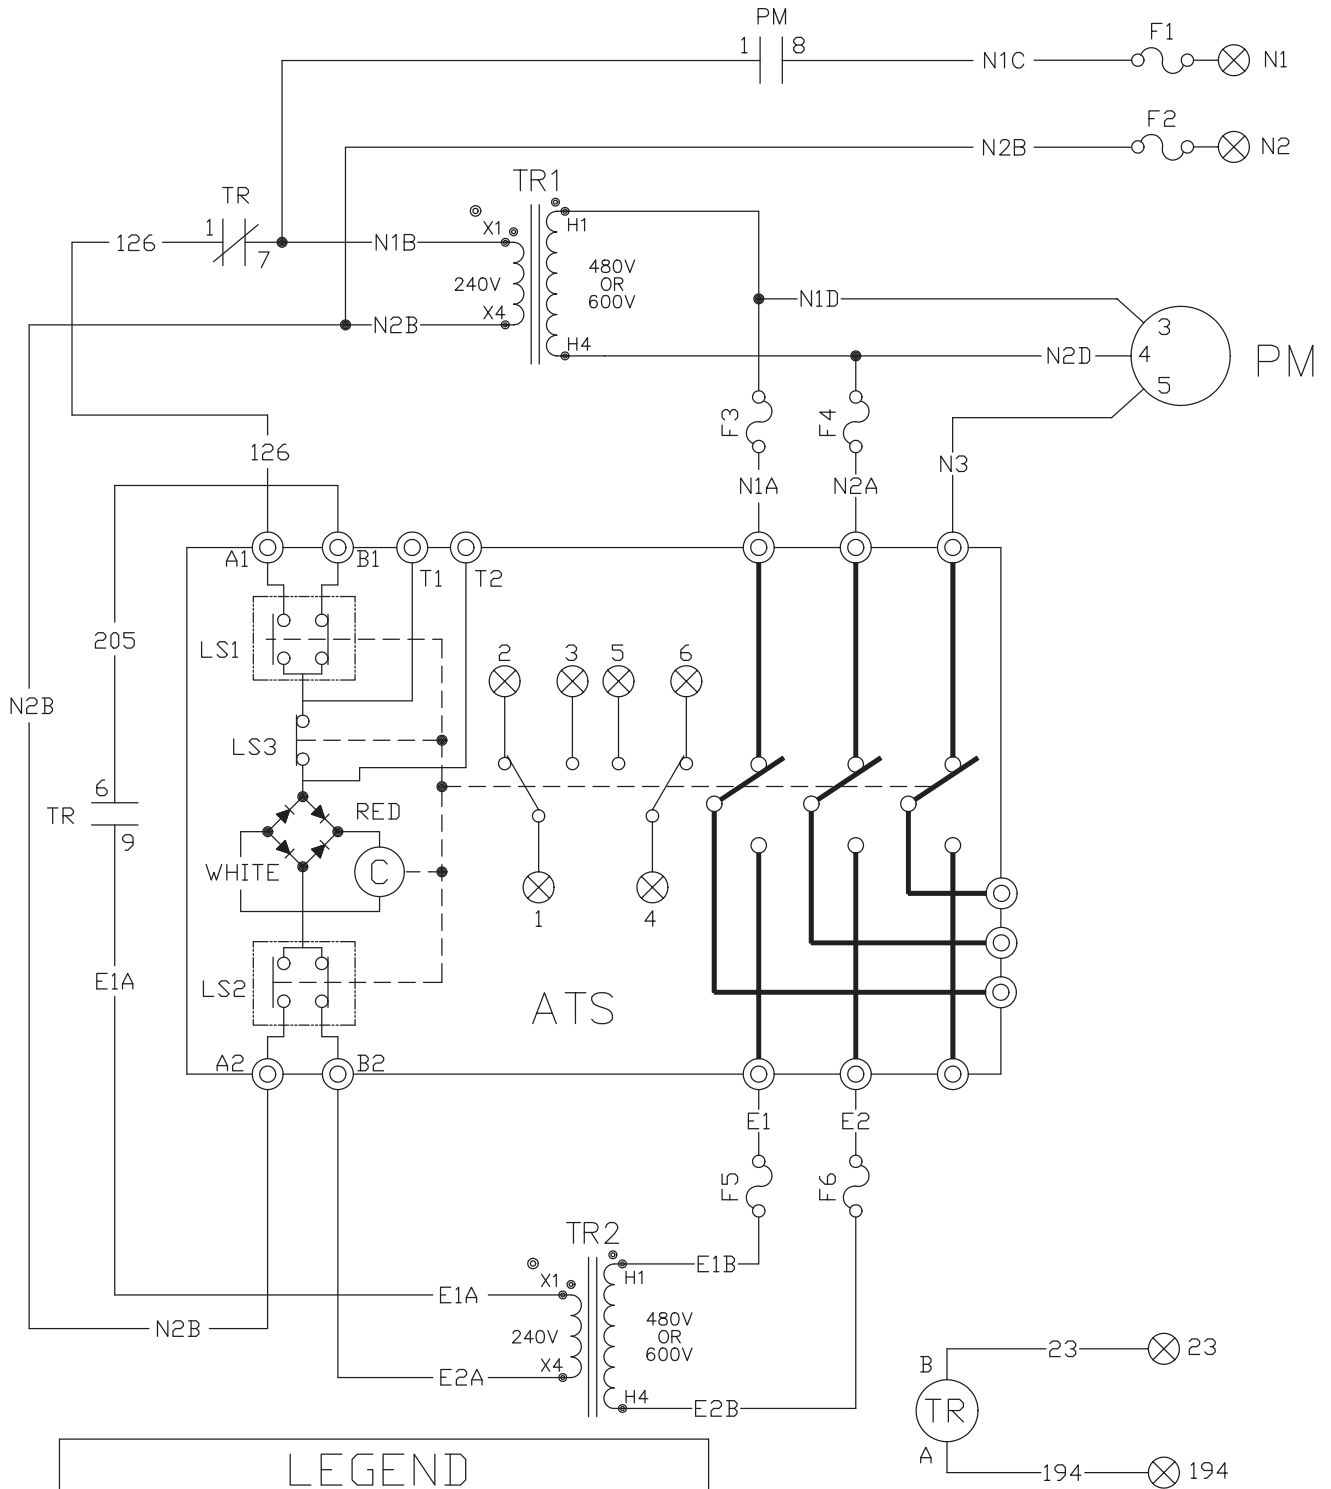 PM
F1
1 8
N1C
N1
F2
N2B
N2
TR1
TR
1
X1
H1
126
7
N1B
240V
480V
OR
600V
N1D
X4
N2B
H4
3
4
5
N2D
PM
F3
F4
126
N3
N1A
N2A
A1
B1
T1
T2
205
LS1
2
3
5
6
N2B
LS3
6
TR
9
RED
WHITE
C
1
4
E1A
LS2
ATS
A2
B2
E1
E2
F5
F6
TR2
X1
H1
E1B
E1A
240V
480V
OR
600V
N2B
X4
E2A
H4
E2B
B
23
23
TR
A
194
194
LEGEND